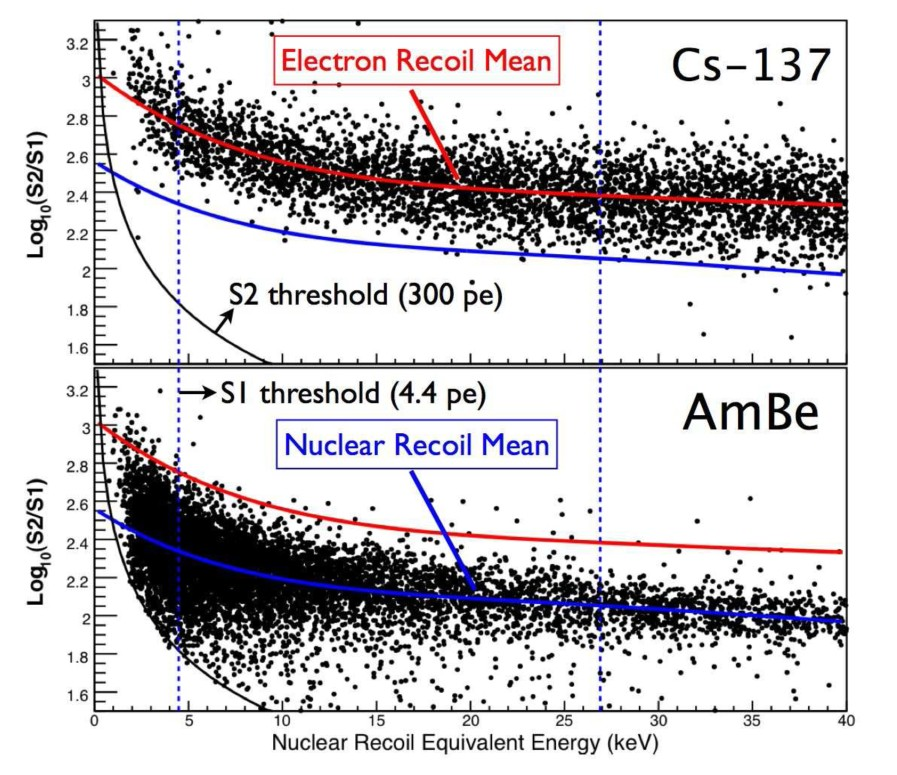 3.2
3
2.8
2.6
2.4
2.2
2
1.8
1.6
Log₁₀(S2/S1)
Electron Recoil Mean
Cs-137
S2 threshold (300 pe)
3.2
3
2.8
2.6
2.4
2.2
2
1.8
1.6
Log₁₀(S2/S1)
S1 threshold (4.4 pe)
AmBe
Nuclear Recoil Mean
0 5 10 15 20 25 30 35 40
Nuclear Recoil Equivalent Energy (keV)